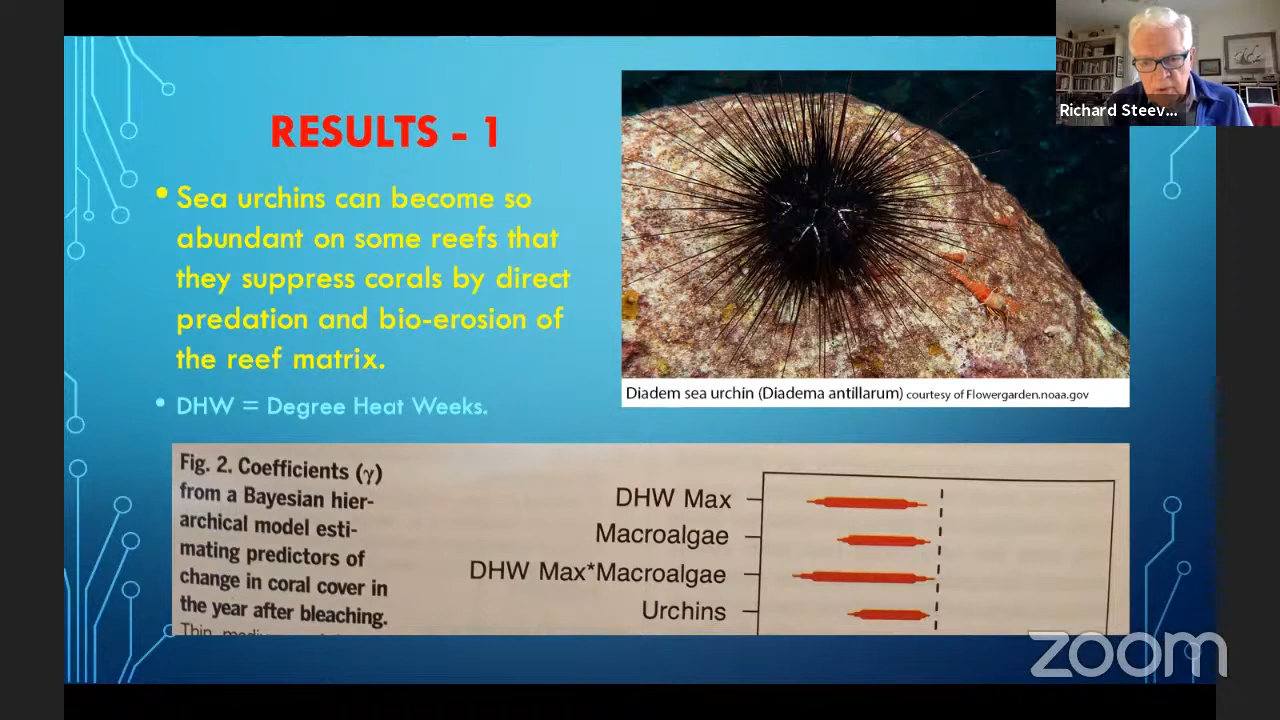 RESULTS - 1
• Sea urchins can become so
abundant on some reefs that
they suppress corals by direct
predation and bio-erosion of
the reef matrix.
• DHW = Degree Heat Weeks.
Richard Steev...
Diadem sea urchin (Diadema antillarum) courtesy of Flowergarden.noaa.gov
Fig. 2. Coefficients (γ)
from a Bayesian hier-
archical model esti-
mating predictors of
change in coral cover in
the year after bleaching.
DHW Max
Macroalgae
DHW Max*Macroalgae
Urchins
zoom